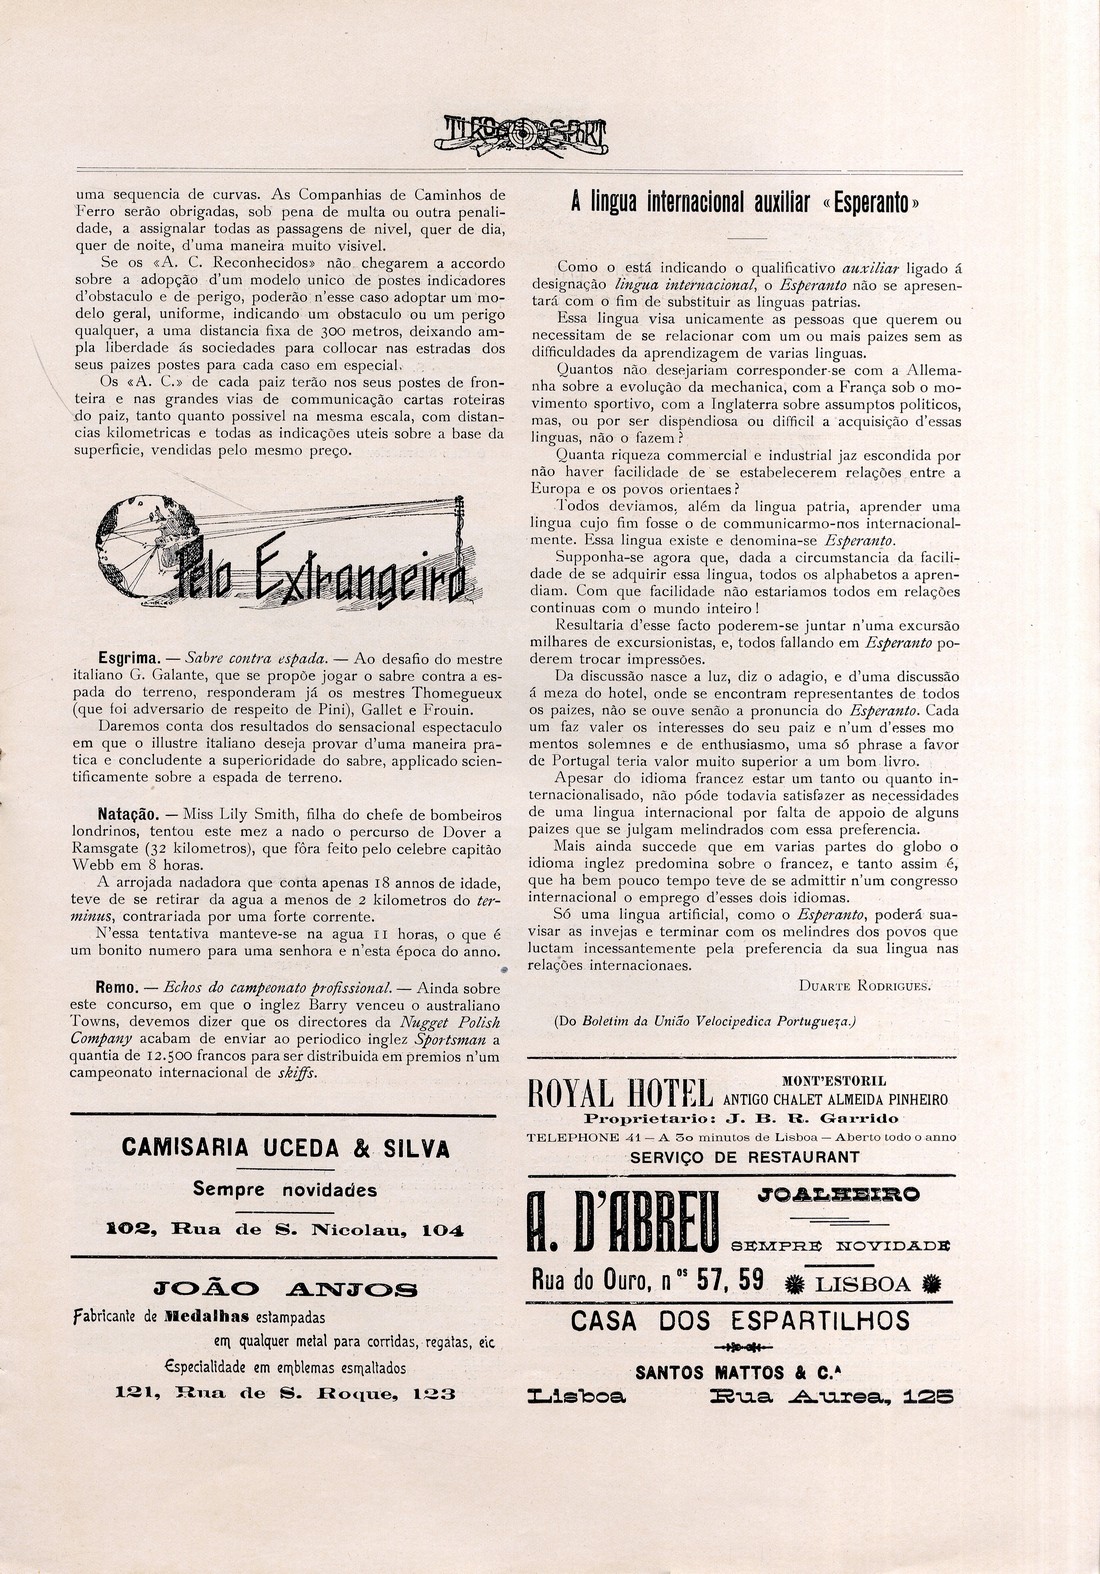 TIRO E SPORT
uma sequencia de curvas. As Companhias de Caminhos de
Ferro serão obrigadas, sob pena de multa ou outra penali-
dade, a assignalar todas as passagens de nivel, quer de dia,
quer de noite, d'uma maneira muito visivel.
Se os «A. C. Reconhecidos» não chegarem a accordo
sobre a adopção d'um modelo unico de postes indicadores
d'obstaculo e de perigo, poderão n'esse caso adoptar um mo-
delo geral, uniforme, indicando um obstaculo ou um perigo
qualquer, a uma distancia fixa de 300 metros, deixando am-
pla liberdade ás sociedades para collocar nas estradas dos
seus paizes postes para cada caso em especial.
Os «A. C.» de cada paiz terão nos seus postes de fron-
teira e nas grandes vias de communicação cartas roteiras
do paiz, tanto quanto possivel na mesma escala, com distan-
cias kilometricas e todas as indicações uteis sobre a base da
superficie, vendidas pelo mesmo preço.
Pelo Extrangeiro
Esgrima. — Sabre contra espada. — Ao desafio do mestre
italiano G. Galante, que se propõe jogar o sabre contra a es-
pada do terreno, responderam já os mestres Thomegueux
(que foi adversario de respeito de Pini), Gallet e Frouin.
Daremos conta dos resultados do sensacional espectaculo
em que o illustre italiano deseja provar d'uma maneira pra-
tica e concludente a superioridade do sabre, applicado scien-
tificamente sobre a espada de terreno.
Natação. — Miss Lily Smith, filha do chefe de bombeiros
londrinos, tentou este mez a nado o percurso de Dover a
Ramsgate (32 kilometros), que fôra feito pelo celebre capitão
Webb em 8 horas.
A arrojada nadadora que conta apenas 18 annos de idade,
teve de se retirar da agua a menos de 2 kilometros do ter-
minus, contrariada por uma forte corrente.
N'essa tentativa manteve-se na agua 11 horas, o que é
um bonito numero para uma senhora e n'esta época do anno.
Remo. — Echos do campeonato profissional. — Ainda sobre
este concurso, em que o inglez Barry venceu o australiano
Towns, devemos dizer que os directores da Nugget Polish
Company acabam de enviar ao periodico inglez Sportsman a
quantia de 12.500 francos para ser distribuida em premios n'um
campeonato internacional de skiffs.
CAMISARIA UCEDA & SILVA
Sempre novidades
102, Rua de S. Nicolau, 104
JOÃO ANJOS
Fabricante de Medalhas estampadas
em qualquer metal para corridas, regatas, etc
Especialidade em emblemas esmaltados
121, Rua de S. Roque, 123
A lingua internacional auxiliar «Esperanto»
Como o está indicando o qualificativo auxiliar ligado á
designação lingua internacional, o Esperanto não se apresen-
tará com o fim de substituir as linguas patrias.
Essa lingua visa unicamente as pessoas que querem ou
necessitam de se relacionar com um ou mais paizes sem as
difficuldades da aprendizagem de varias linguas.
Quantos não desejariam corresponder-se com a Allema-
nha sobre a evolução da mechanica, com a França sob o mo-
vimento sportivo, com a Inglaterra sobre assumptos politicos,
mas, ou por ser dispendiosa ou difficil a acquisição d'essas
linguas, não o fazem?
Quanta riqueza commercial e industrial jaz escondida por
não haver facilidade de se estabelecerem relações entre a
Europa e os povos orientaes?
Todos deviamos, além da lingua patria, aprender uma
lingua cujo fim fosse o de communicarmo-nos internacional-
mente. Essa lingua existe e denomina-se Esperanto.
Supponha-se agora que, dada a circumstancia da facili-
dade de se adquirir essa lingua, todos os alphabetos a apren-
diam. Com que facilidade não estariamos todos em relações
continuas com o mundo inteiro!
Resultaria d'esse facto poderem-se juntar n'uma excursão
milhares de excursionistas, e, todos fallando em Esperanto po-
derem trocar impressões.
Da discussão nasce a luz, diz o adagio, e d'uma discussão
á meza do hotel, onde se encontram representantes de todos
os paizes, não se ouve senão a pronuncia do Esperanto. Cada
um faz valer os interesses do seu paiz e n'um d'esses mo
mentos solemnes e de enthusiasmo, uma só phrase a favor
de Portugal teria valor muito superior a um bom livro.
Apesar do idioma francez estar um tanto ou quanto in-
ternacionalisado, não póde todavia satisfazer as necessidades
de uma lingua internacional por falta de appoio de alguns
paizes que se julgam melindrados com essa preferencia.
Mais ainda succede que em varias partes do globo o
idioma inglez predomina sobre o francez, e tanto assim é,
que ha bem pouco tempo teve de se admittir n'um congresso
internacional o emprego d'esses dois idiomas.
Só uma lingua artificial, como o Esperanto, poderá sua-
visar as invejas e terminar com os melindres dos povos que
luctam incessantemente pela preferencia da sua lingua nas
relações internacionaes.
DUARTE RODRIGUES.
(Do Boletim da União Velocipedica Portugueza.)
ROYAL HOTEL MONT'ESTORIL
ANTIGO CHALET ALMEIDA PINHEIRO
Proprietario: J. B. R. Garrido
TELEPHONE 41 — A 30 minutos de Lisboa — Aberto todo o anno
SERVIÇO DE RESTAURANT
A. D'ABREU JOALHEIRO
SEMPRE NOVIDADE
Rua do Ouro, nos 57, 59 LISBOA
CASA DOS ESPARTILHOS
SANTOS MATTOS & C.ᴬ
Lisboa Rua Aurea, 125